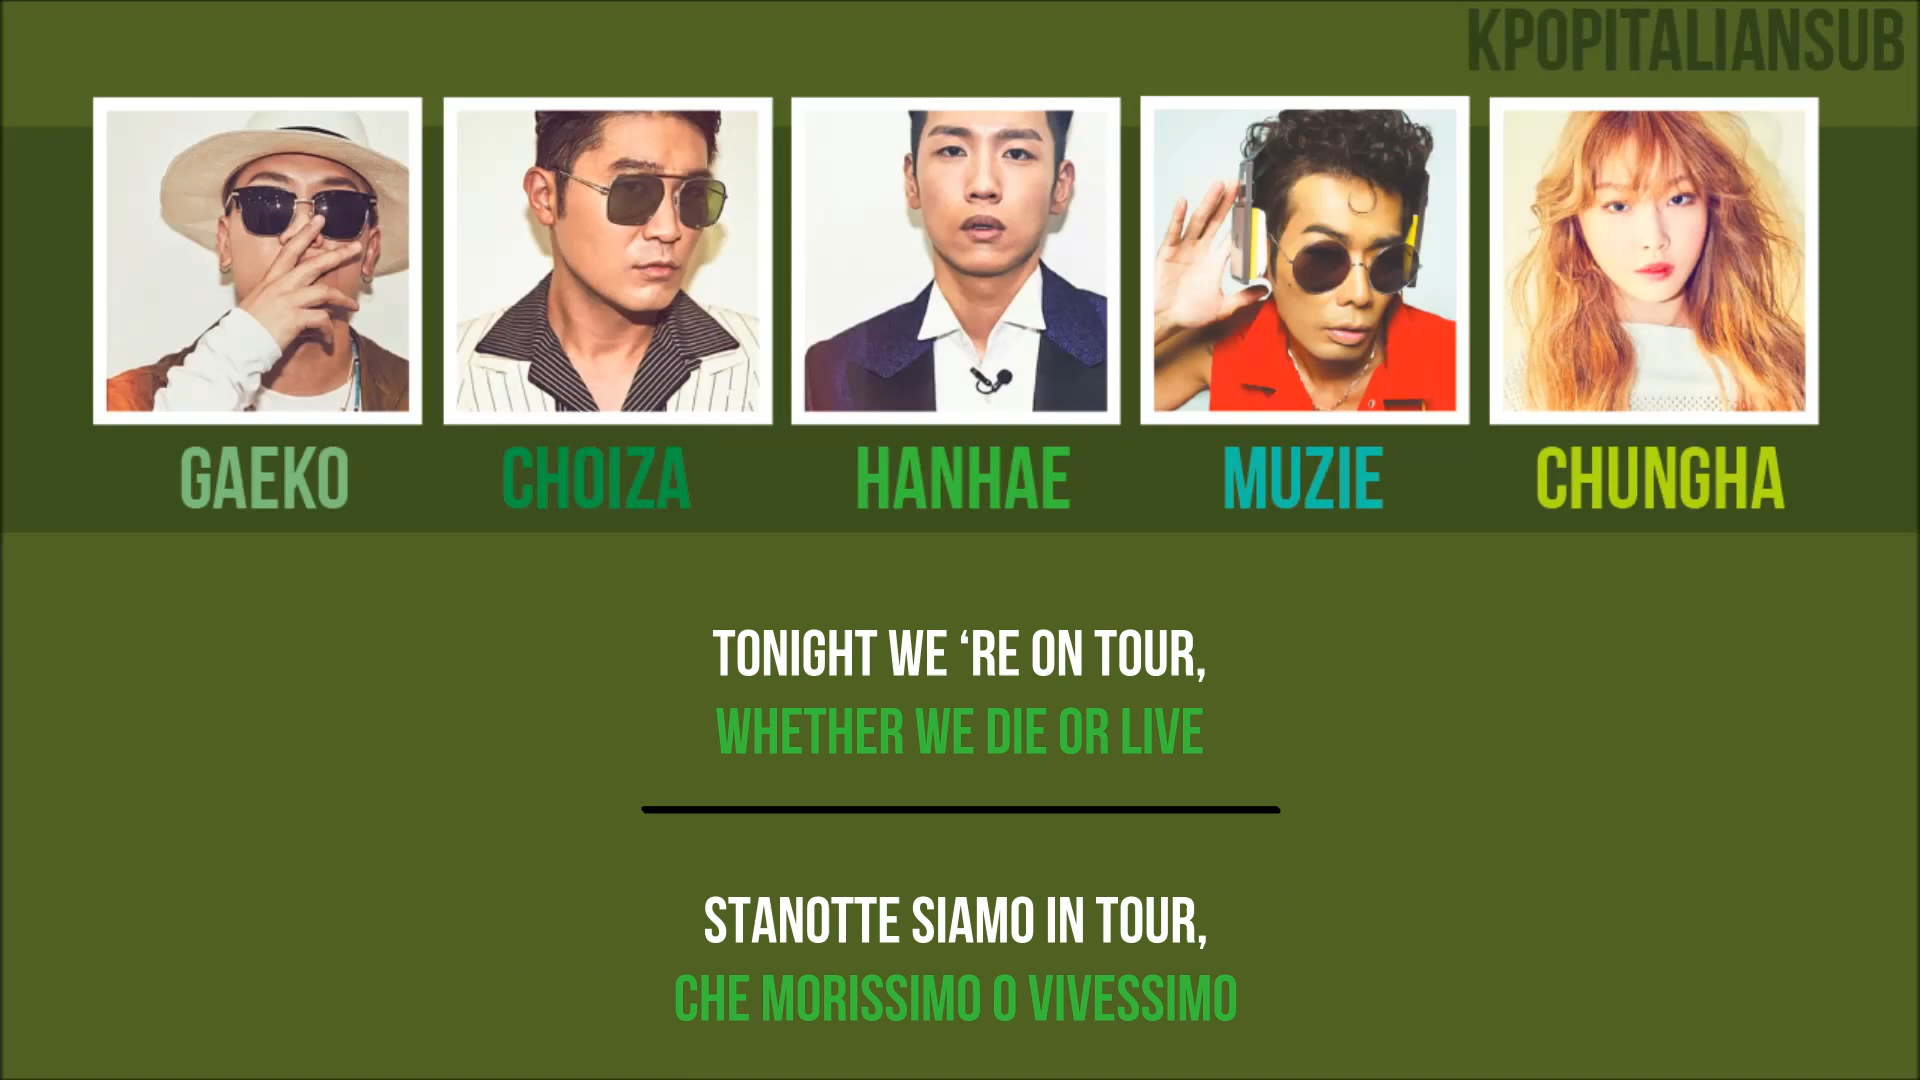 KPOPITALIANSUB
GAEKO CHOIZA HANHAE MUZIE CHUNGHA
TONIGHT WE ‘RE ON TOUR,
WHETHER WE DIE OR LIVE
STANOTTE SIAMO IN TOUR,
CHE MORISSIMO O VIVESSIMO